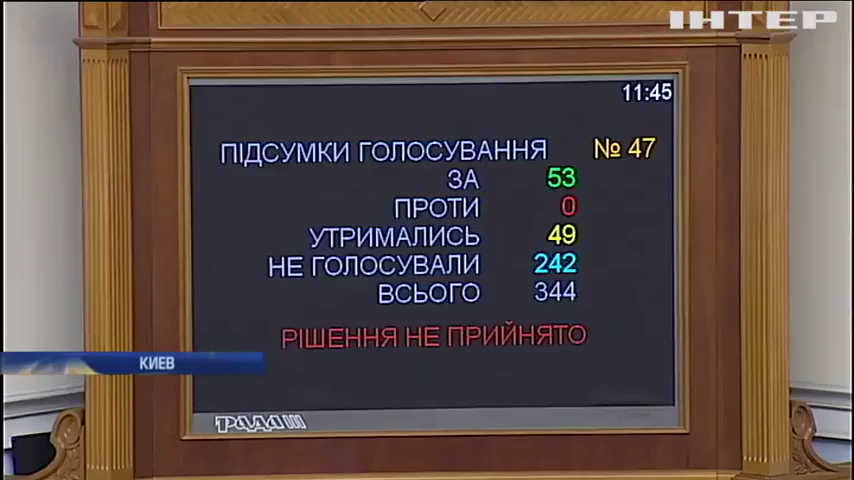 ІНТЕР
11:45
ПІДСУМКИ ГОЛОСУВАННЯ № 47
ЗА 53
ПРОТИ 0
УТРИМАЛИСЬ 49
НЕ ГОЛОСУВАЛИ 242
ВСЬОГО 344
РІШЕННЯ НЕ ПРИЙНЯТО
КИЕВ
РАДА III